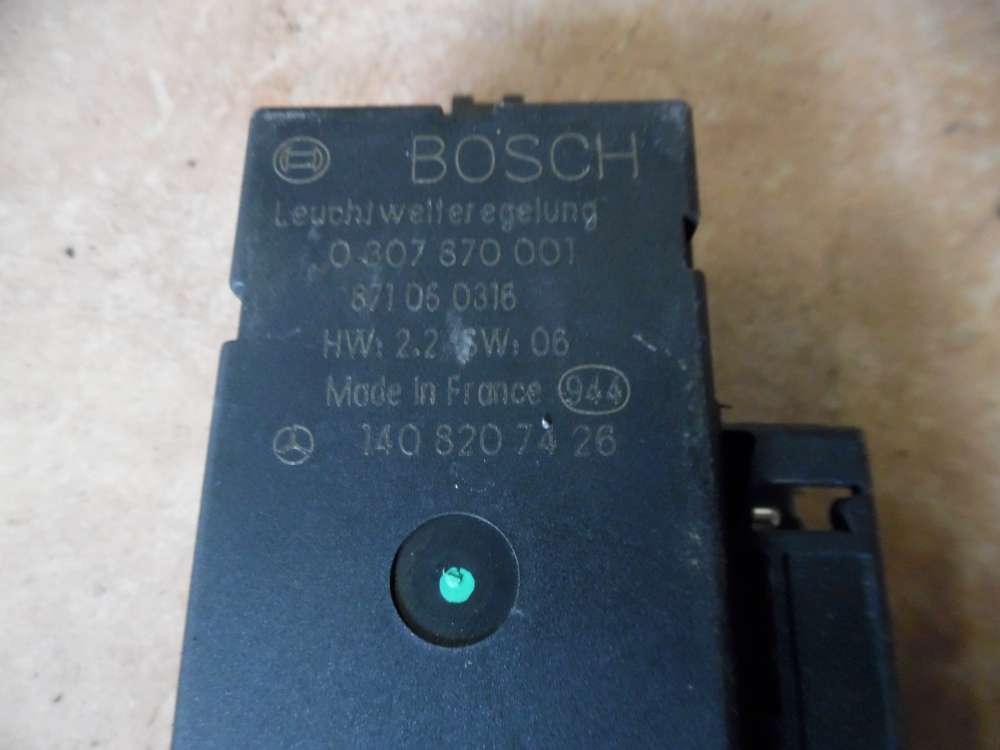 BOSCH
Leuchtweiteregelung
0 307 870 001
871 06 0316
HW: 2.2 SW: 06
Made in France 944
140 820 74 26